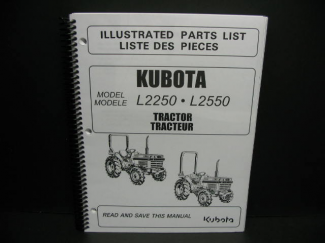 ILLUSTRATED PARTS LIST
LISTE DES PIECES
KUBOTA
MODEL
MODELE
L2250 • L2550
TRACTOR
TRACTEUR
READ AND SAVE THIS MANUAL
Kubota